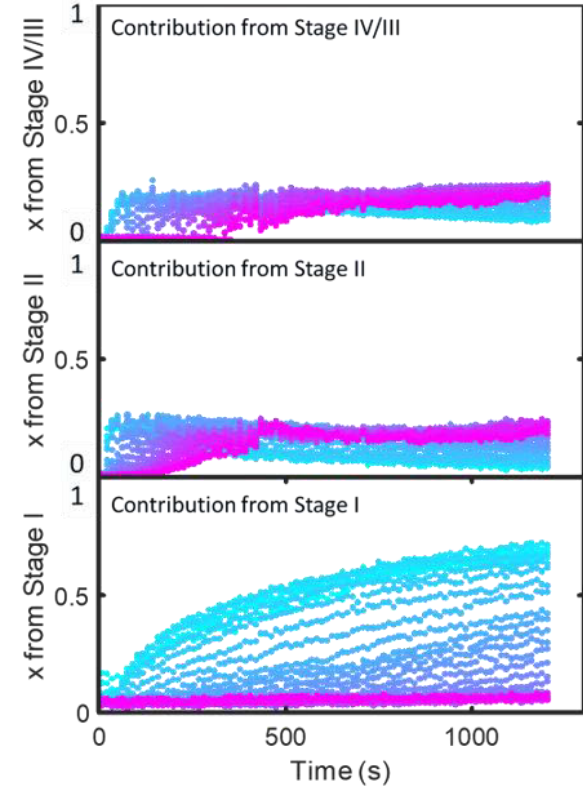 1
Contribution from Stage IV/III
x from Stage IV/III
0.5
0
1
Contribution from Stage II
x from Stage II
0.5
0
1
Contribution from Stage I
x from Stage I
0.5
0
0
500
1000
Time (s)